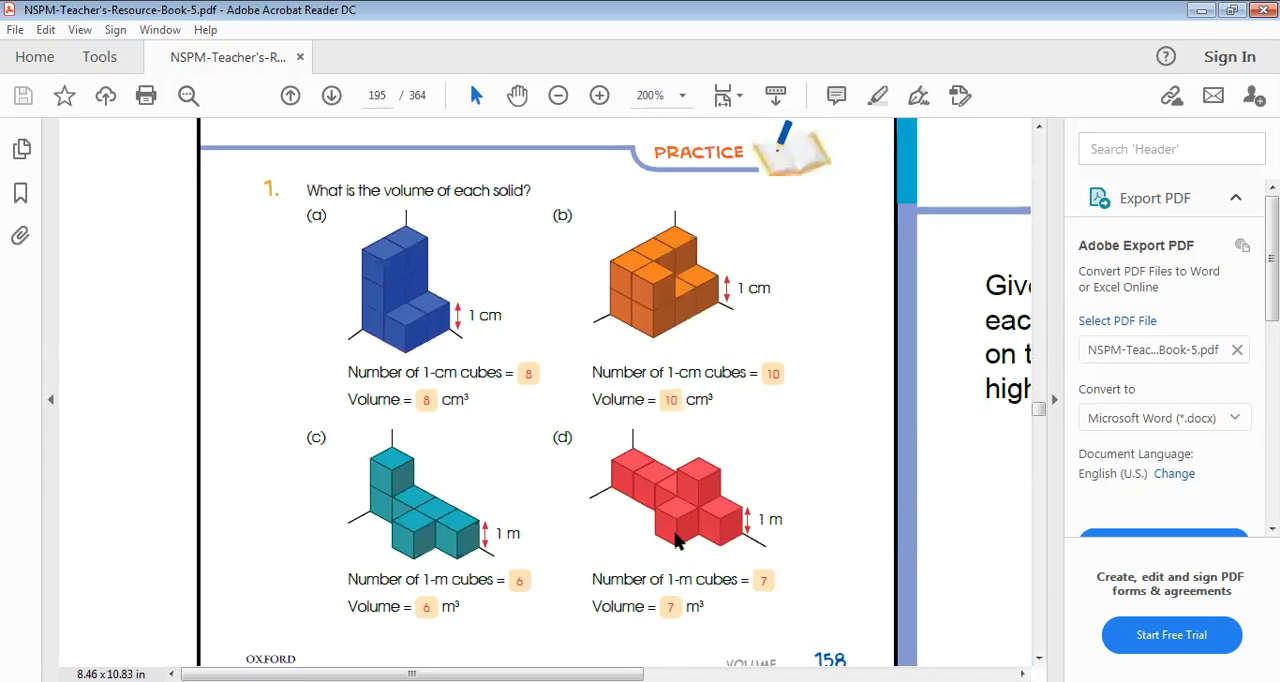 NSPM-Teacher's-Resource-Book-5.pdf - Adobe Acrobat Reader DC
File Edit View Sign Window Help
Home Tools NSPM-Teacher's-R... × Sign In
195 / 364 200%
PRACTICE
1. What is the volume of each solid?
(a) (b)
1 cm 1 cm
Number of 1-cm cubes = 8 Number of 1-cm cubes = 10
Volume = 8 cm³ Volume = 10 cm³
(c) (d)
1 m 1 m
Number of 1-m cubes = 6 Number of 1-m cubes = 7
Volume = 6 m³ Volume = 7 m³
OXFORD VOLUME 158
Give
eac
on t
high
Search 'Header'
Export PDF
Adobe Export PDF
Convert PDF Files to Word
or Excel Online
Select PDF File
NSPM-Teac...Book-5.pdf
Convert to
Microsoft Word (*.docx)
Document Language:
English (U.S.) Change
Create, edit and sign PDF
forms & agreements
Start Free Trial
8.46 x 10.83 in